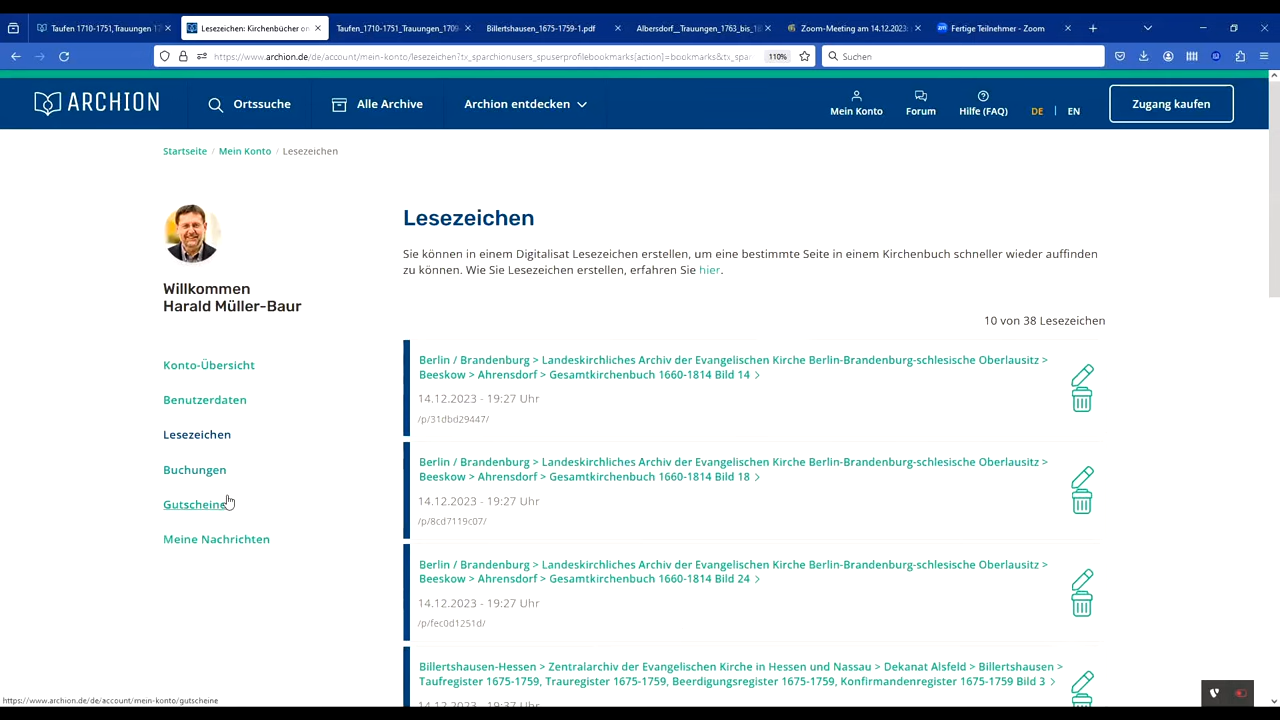 Taufen 1710-1751,Trauungen 1
Lesezeichen: Kirchenbücher on
Taufen_1710-1751_Trauungen_1709
Billertshausen_1675-1759-1.pdf
Albersdorf__Trauungen_1763_bis_18
Zoom-Meeting am 14.12.2023
Fertige Teilnehmer - Zoom
https://www.archion.de/de/account/mein-konto/lesezeichen?tx_sparchionusers_spuserprofilebookmarks[action]=bookmarks&tx_spa
110%
Suchen
ARCHION
Ortssuche
Alle Archive
Archion entdecken
Mein Konto
Forum
Hilfe (FAQ)
DE | EN
Zugang kaufen
Startseite / Mein Konto / Lesezeichen
Willkommen
Harald Müller-Baur
Konto-Übersicht
Benutzerdaten
Lesezeichen
Buchungen
Gutscheine
Meine Nachrichten
Lesezeichen
Sie können in einem Digitalisat Lesezeichen erstellen, um eine bestimmte Seite in einem Kirchenbuch schneller wieder auffinden
zu können. Wie Sie Lesezeichen erstellen, erfahren Sie hier.
10 von 38 Lesezeichen
Berlin / Brandenburg > Landeskirchliches Archiv der Evangelischen Kirche Berlin-Brandenburg-schlesische Oberlausitz >
Beeskow > Ahrensdorf > Gesamtkirchenbuch 1660-1814 Bild 14 >
14.12.2023 - 19:27 Uhr
/p/31dbd29447/
Berlin / Brandenburg > Landeskirchliches Archiv der Evangelischen Kirche Berlin-Brandenburg-schlesische Oberlausitz >
Beeskow > Ahrensdorf > Gesamtkirchenbuch 1660-1814 Bild 18 >
14.12.2023 - 19:27 Uhr
/p/8cd7119c07/
Berlin / Brandenburg > Landeskirchliches Archiv der Evangelischen Kirche Berlin-Brandenburg-schlesische Oberlausitz >
Beeskow > Ahrensdorf > Gesamtkirchenbuch 1660-1814 Bild 24 >
14.12.2023 - 19:27 Uhr
/p/fec0d1251d/
Billertshausen-Hessen > Zentralarchiv der Evangelischen Kirche in Hessen und Nassau > Dekanat Alsfeld > Billertshausen >
Taufregister 1675-1759, Trauregister 1675-1759, Beerdigungsregister 1675-1759, Konfirmandenregister 1675-1759 Bild 3 >
https://www.archion.de/de/account/mein-konto/gutscheine